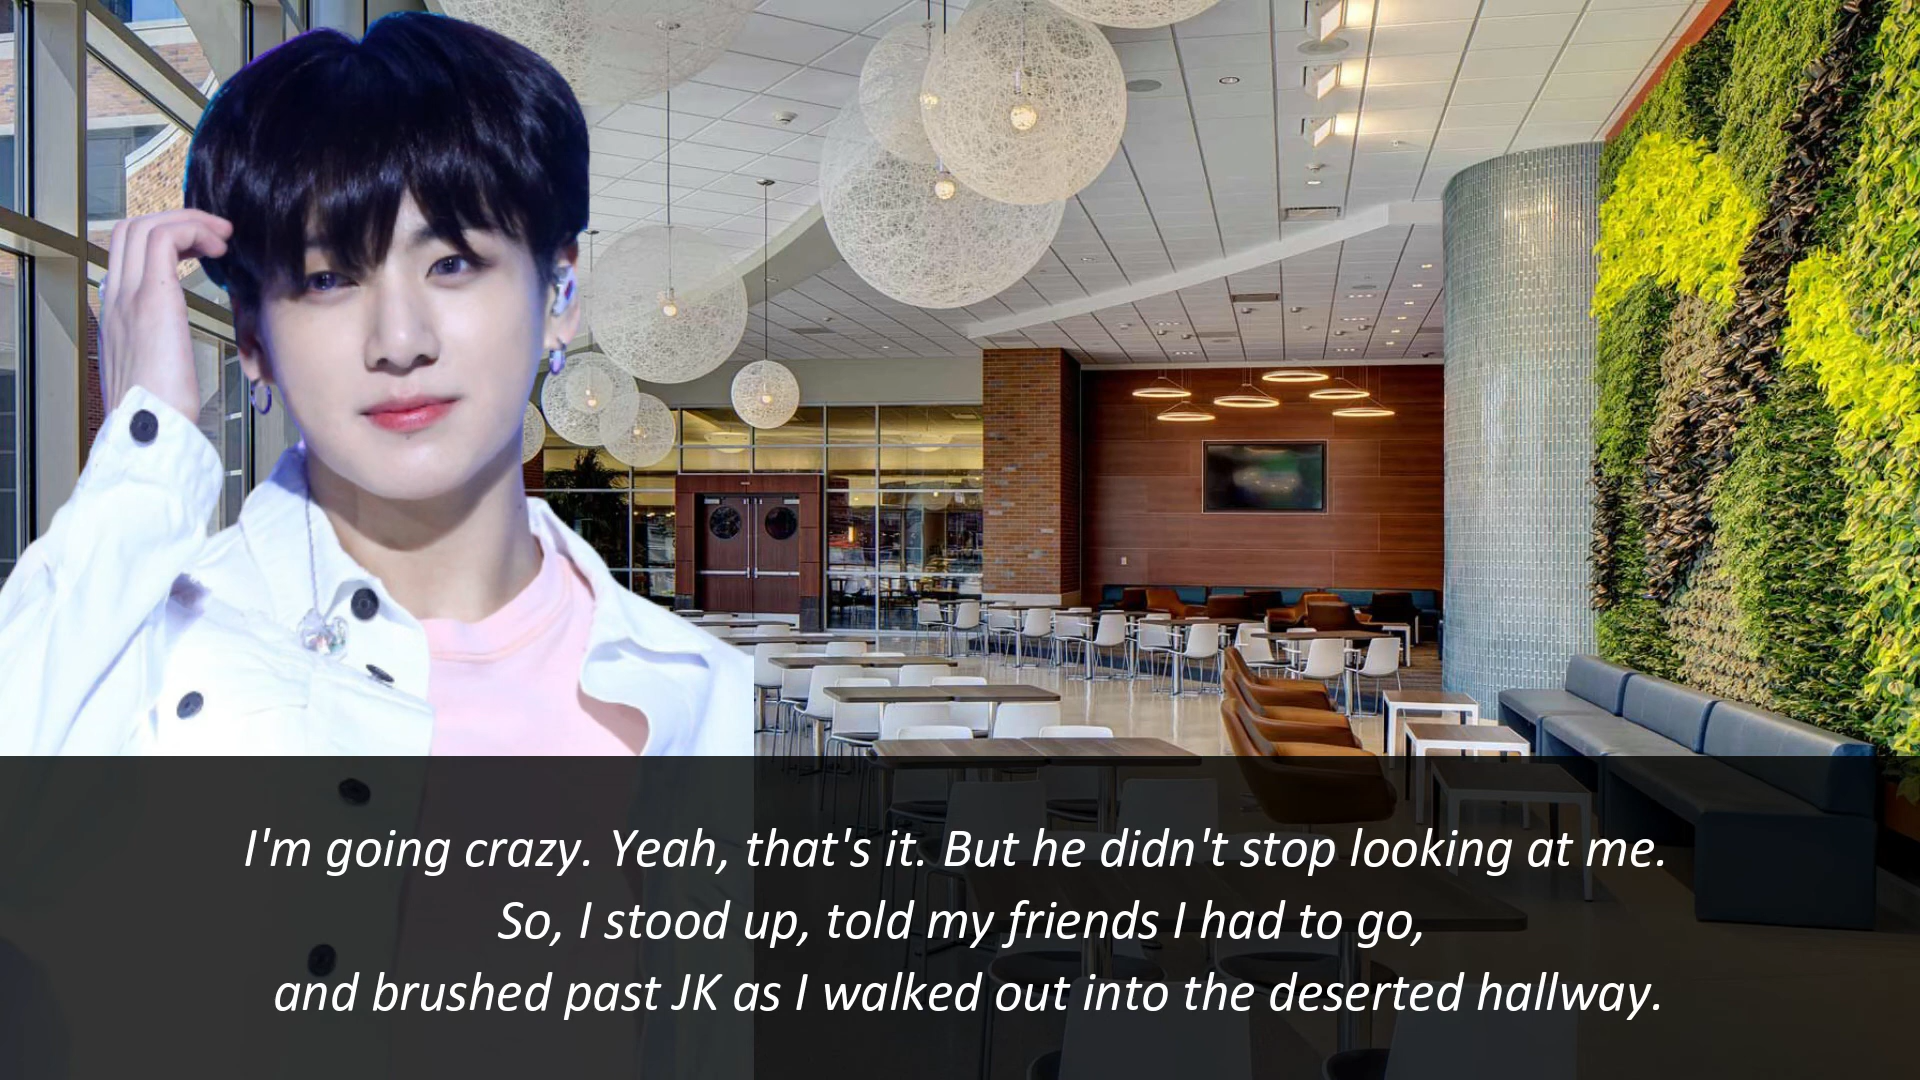 I'm going crazy. Yeah, that's it. But he didn't stop looking at me.
So, I stood up, told my friends I had to go,
and brushed past JK as I walked out into the deserted hallway.